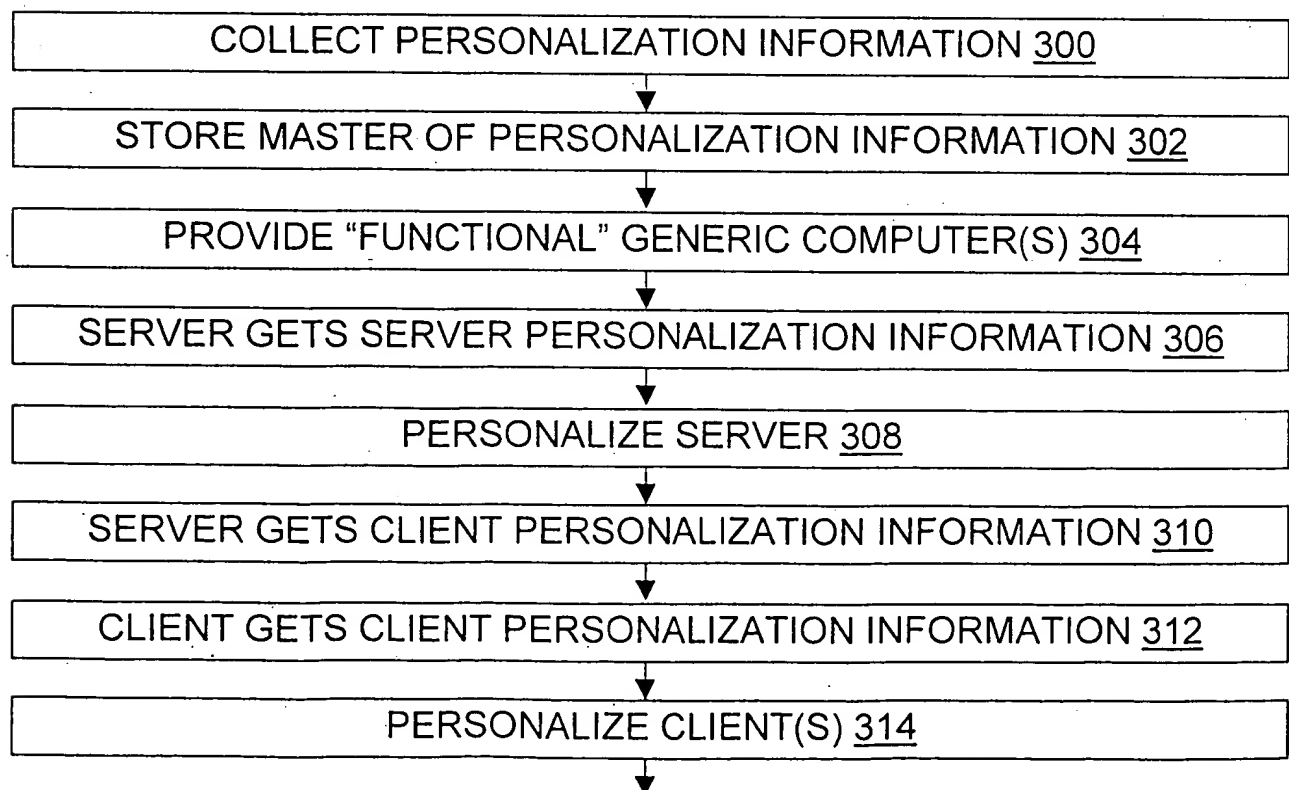 COLLECT PERSONALIZATION INFORMATION 300
STORE MASTER OF PERSONALIZATION INFORMATION 302
PROVIDE “FUNCTIONAL” GENERIC COMPUTER(S) 304
SERVER GETS SERVER PERSONALIZATION INFORMATION 306
PERSONALIZE SERVER 308
SERVER GETS CLIENT PERSONALIZATION INFORMATION 310
CLIENT GETS CLIENT PERSONALIZATION INFORMATION 312
PERSONALIZE CLIENT(S) 314